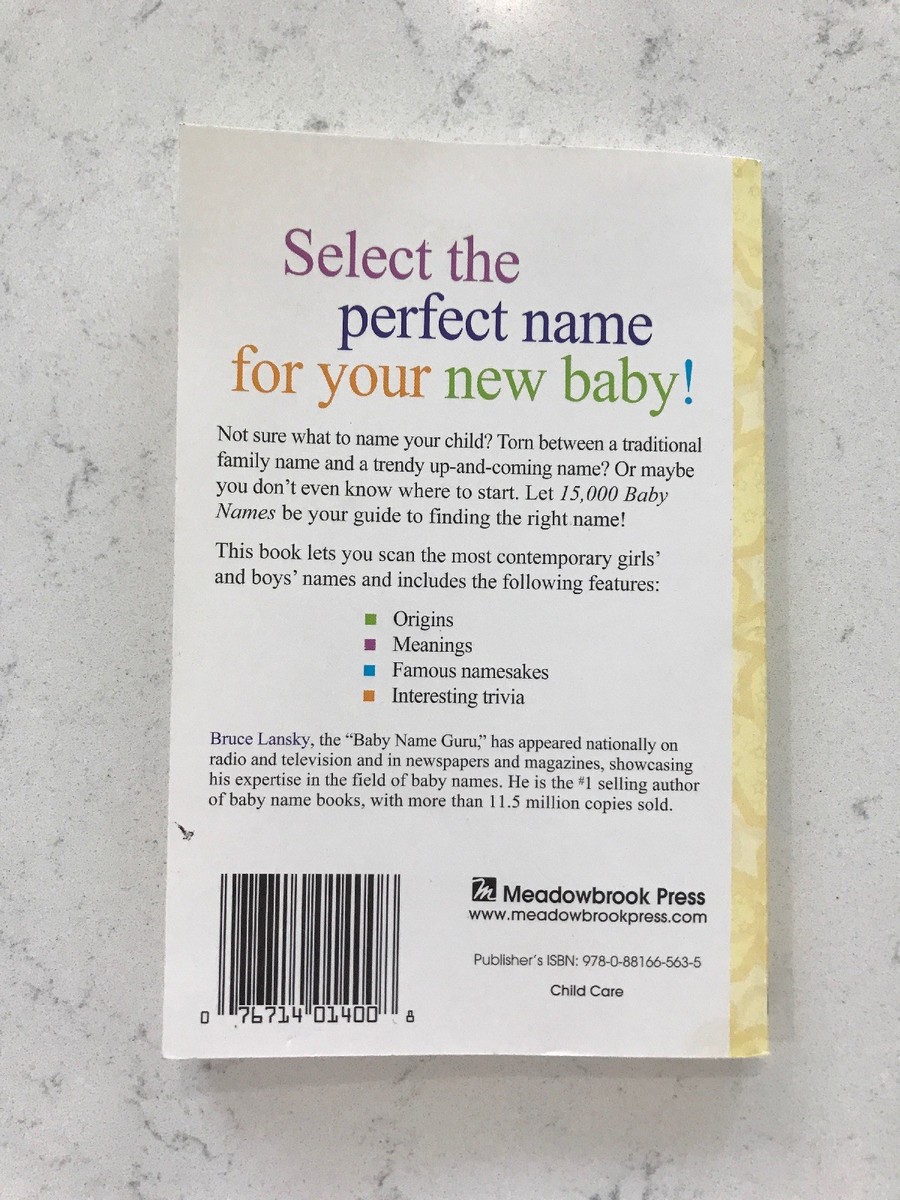 Select the
perfect name
for your new baby!
Not sure what to name your child? Torn between a traditional
family name and a trendy up-and-coming name? Or maybe
you don’t even know where to start. Let 15,000 Baby
Names be your guide to finding the right name!
This book lets you scan the most contemporary girls’
and boys’ names and includes the following features:
Origins
Meanings
Famous namesakes
Interesting trivia
Bruce Lansky, the “Baby Name Guru,” has appeared nationally on
radio and television and in newspapers and magazines, showcasing
his expertise in the field of baby names. He is the #1 selling author
of baby name books, with more than 11.5 million copies sold.
Meadowbrook Press
www.meadowbrookpress.com
Publisher’s ISBN: 978-0-88166-563-5
Child Care
0 76714 01400 8